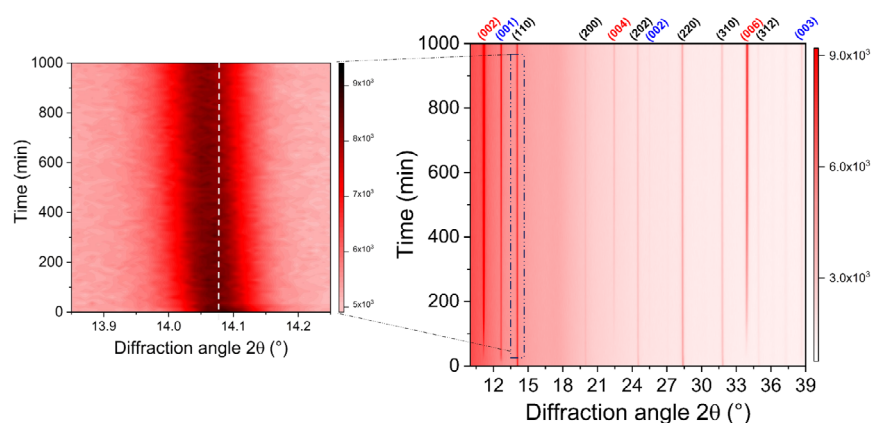 (002)
(001)
(110)
(200)
(004)
(202)
(002)
(220)
(310)
(006)
(312)
(003)
1000
800
600
400
200
0
Time (min)
13.9 14.0 14.1 14.2
Diffraction angle 2θ (°)
9x10³
8x10³
7x10³
6x10³
5x10³
1000
800
600
400
200
0
Time (min)
12 15 18 21 24 27 30 33 36 39
Diffraction angle 2θ (°)
9.0x10³
6.0x10³
3.0x10³